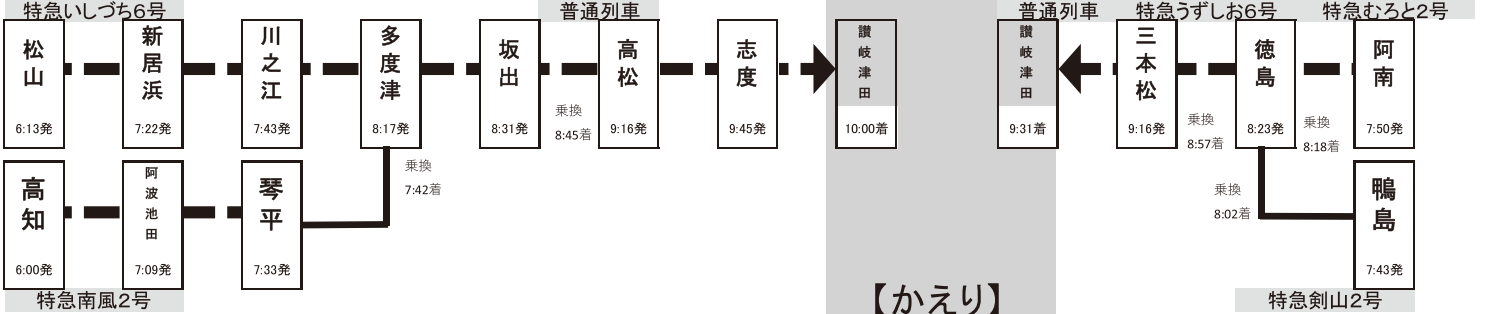 特急いしづち6号
普通列車
普通列車
特急うずしお6号
特急むろと2号
松山
6:13発
新居浜
7:22発
川之江
7:43発
多度津
8:17発
坂出
8:31発
乗換
8:45着
高松
9:16発
志度
9:45発
讃岐津田
10:00着
讃岐津田
9:31着
三本松
9:16発
乗換
8:57着
徳島
8:23発
乗換
8:18着
阿南
7:50発
乗換
7:42着
乗換
8:02着
高知
6:00発
阿波池田
7:09発
琴平
7:33発
鴨島
7:43発
特急南風2号
【かえり】
特急剣山2号